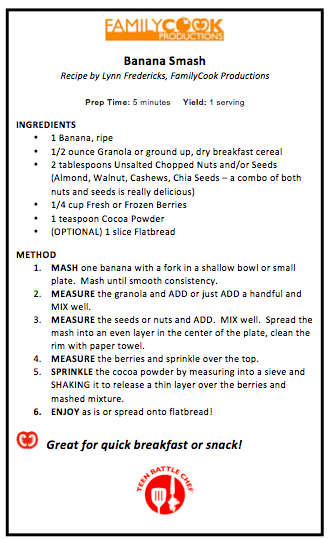 FAMILYCOOK
PRODUCTIONS
Banana Smash
Recipe by Lynn Fredericks, FamilyCook Productions
Prep Time: 5 minutes Yield: 1 serving
INGREDIENTS
• 1 Banana, ripe
• 1/2 ounce Granola or ground up, dry breakfast cereal
• 2 tablespoons Unsalted Chopped Nuts and/or Seeds
(Almond, Walnut, Cashews, Chia Seeds – a combo of both
nuts and seeds is really delicious)
• 1/4 cup Fresh or Frozen Berries
• 1 teaspoon Cocoa Powder
• (OPTIONAL) 1 slice Flatbread
METHOD
1. MASH one banana with a fork in a shallow bowl or small
plate. Mash until smooth consistency.
2. MEASURE the granola and ADD or just ADD a handful and
MIX well.
3. MEASURE the seeds or nuts and ADD. MIX well. Spread the
mash into an even layer in the center of the plate, clean the
rim with paper towel.
4. MEASURE the berries and sprinkle over the top.
5. SPRINKLE the cocoa powder by measuring into a sieve and
SHAKING it to release a thin layer over the berries and
mashed mixture.
6. ENJOY as is or spread onto flatbread!
Great for quick breakfast or snack!
TEEN BATTLE CHEF